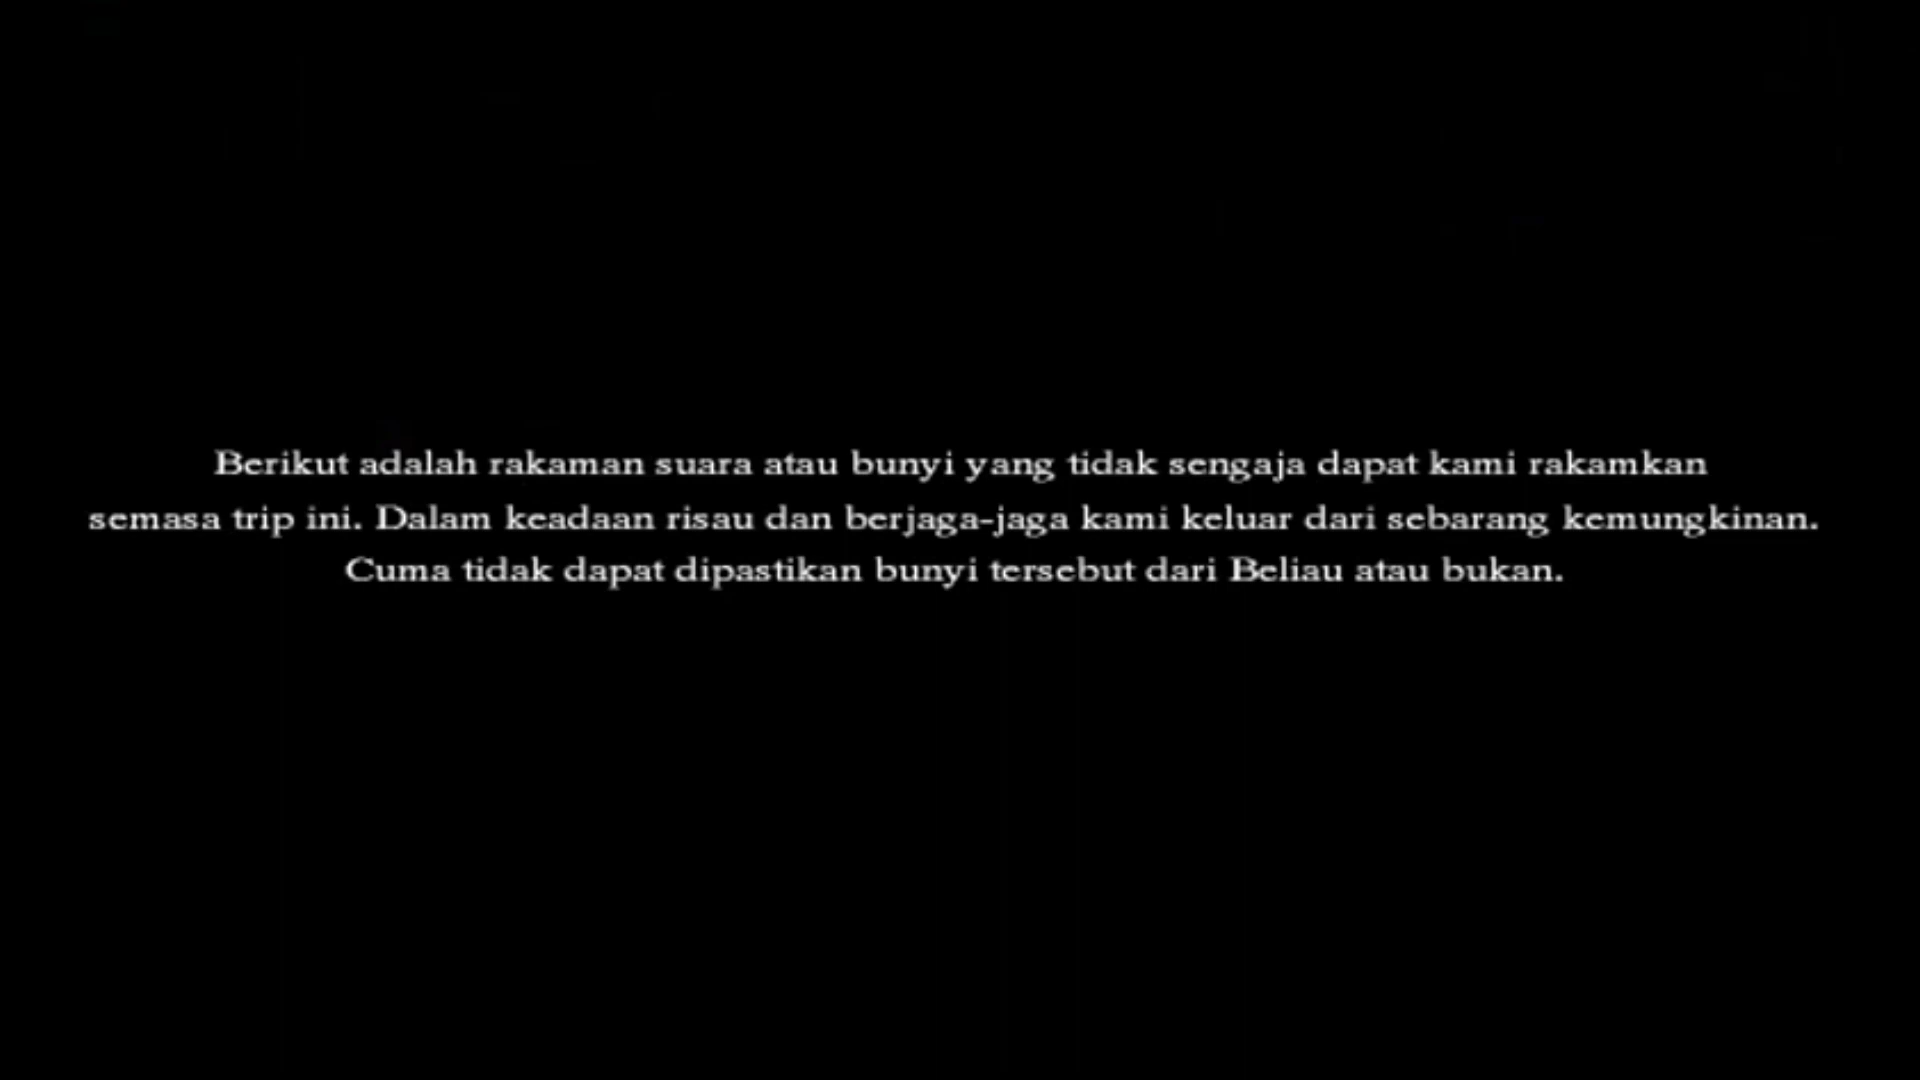 Berikut adalah rakaman suara atau bunyi yang tidak sengaja dapat kami rakamkan
semasa trip ini. Dalam keadaan risau dan berjaga-jaga kami keluar dari sebarang kemungkinan.
Cuma tidak dapat dipastikan bunyi tersebut dari Beliau atau bukan.